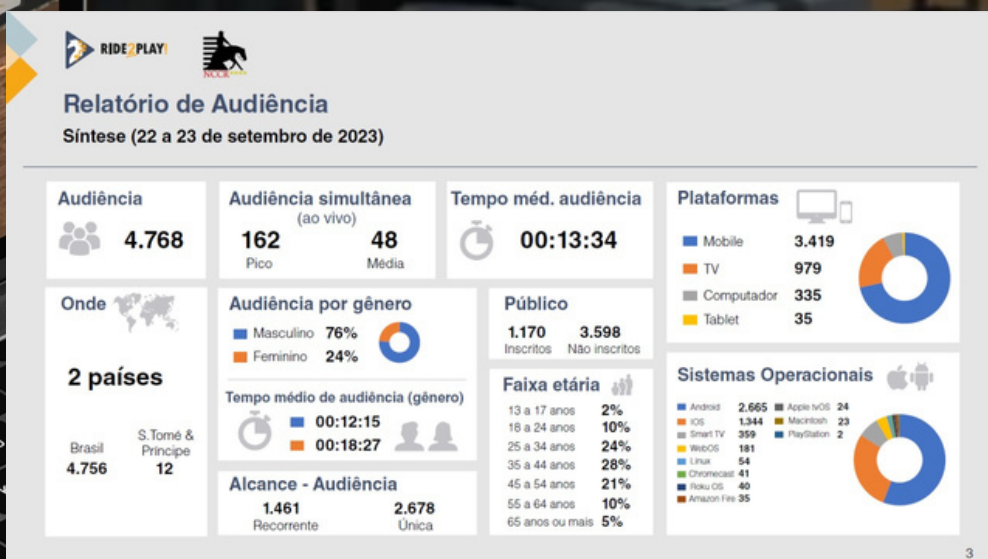 RIDE2PLAY!
NCCR
Relatório de Audiência
Síntese (22 a 23 de setembro de 2023)
Audiência
4.768
Audiência simultânea
(ao vivo)
162 48
Pico Média
Tempo méd. audiência
00:13:34
Plataformas
Mobile 3.419
TV 979
Computador 335
Tablet 35
Onde
2 países
Brasil
4.756
S.Tomé &
Príncipe
12
Audiência por gênero
Masculino 76%
Feminino 24%
Tempo médio de audiência (gênero)
00:12:15
00:18:27
Alcance - Audiência
1.461 2.678
Recorrente Única
Público
1.170 3.598
Inscritos Não inscritos
Faixa etária
13 a 17 anos 2%
18 a 24 anos 10%
25 a 34 anos 24%
35 a 44 anos 28%
45 a 54 anos 21%
55 a 64 anos 10%
65 anos ou mais 5%
Sistemas Operacionais
Android 2.665
IOS 1.344
Smart TV 359
WebOS 181
Linux 54
Chromecast 41
Roku OS 40
Amazon Fire 35
Apple tvOS 24
Macintosh 23
PlayStation 2
3